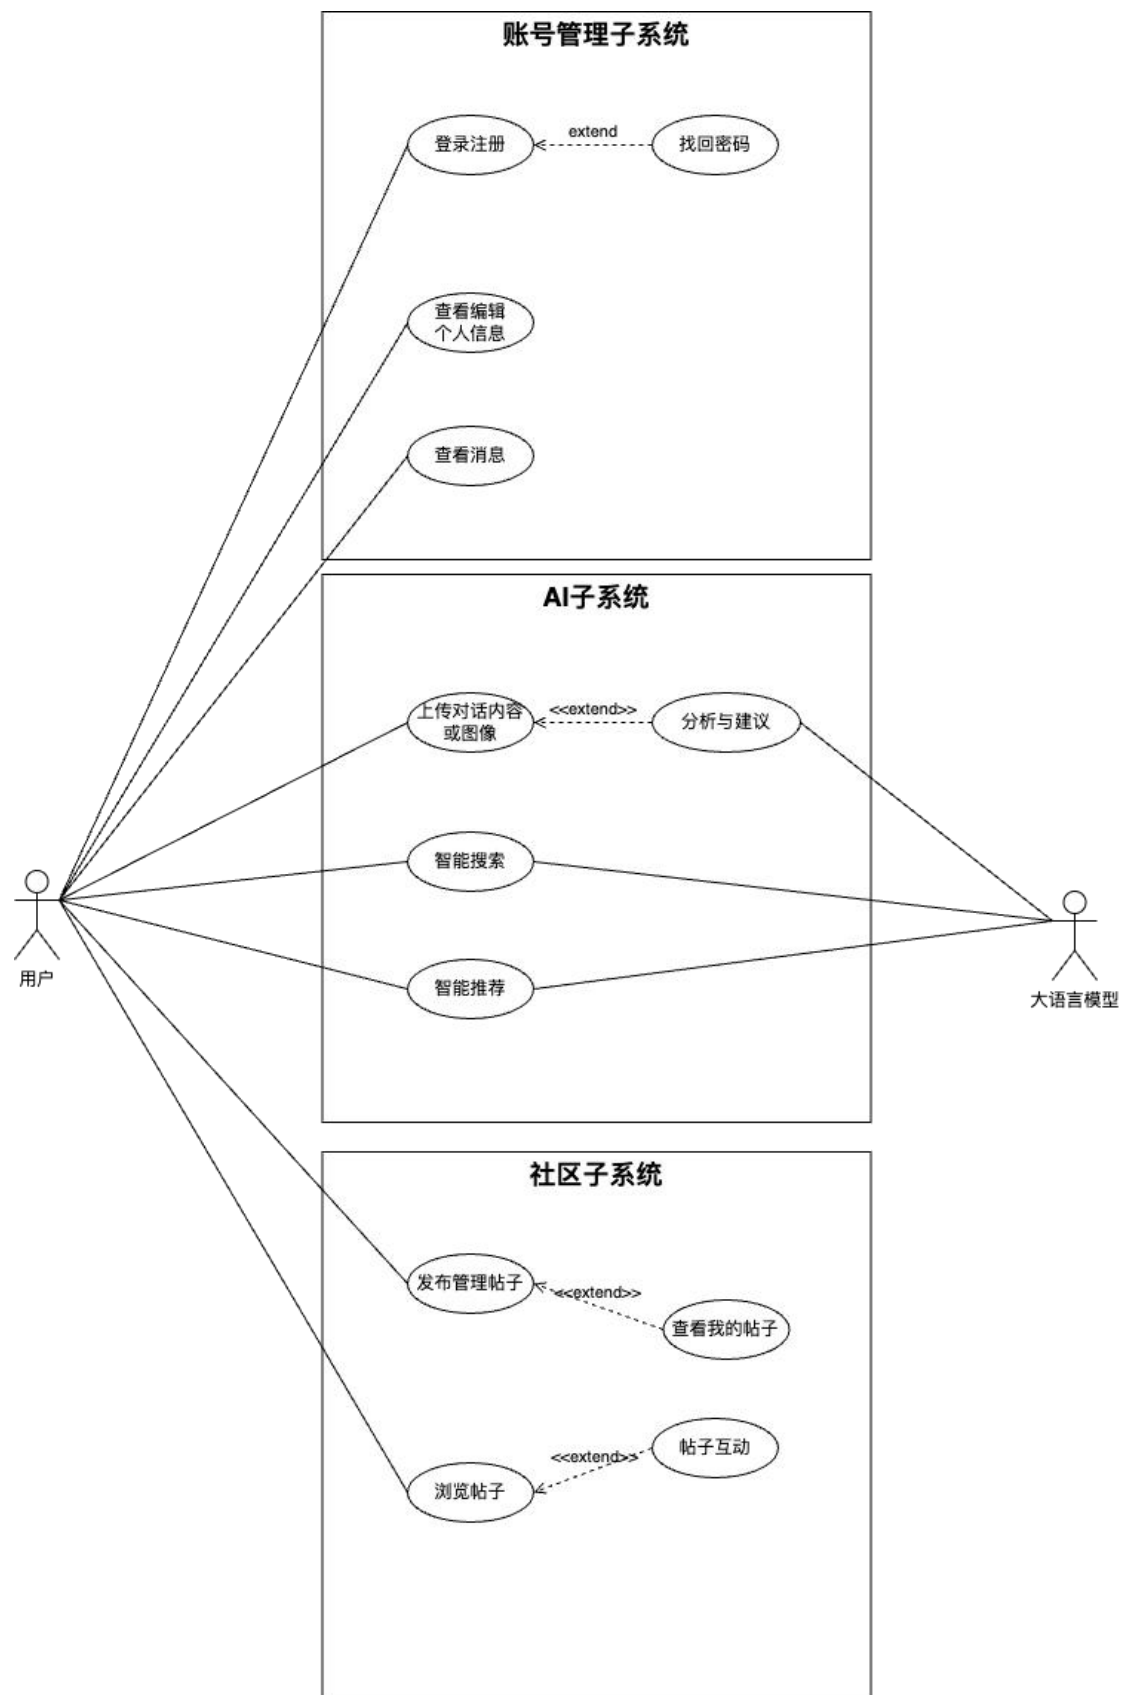 账号管理子系统
登录注册
extend
找回密码
查看编辑
个人信息
查看消息
AI子系统
上传对话内容
或图像
<<extend>>
分析与建议
智能搜索
智能推荐
用户
大语言模型
社区子系统
发布管理帖子
<<extend>>
查看我的帖子
帖子互动
<<extend>>
浏览帖子